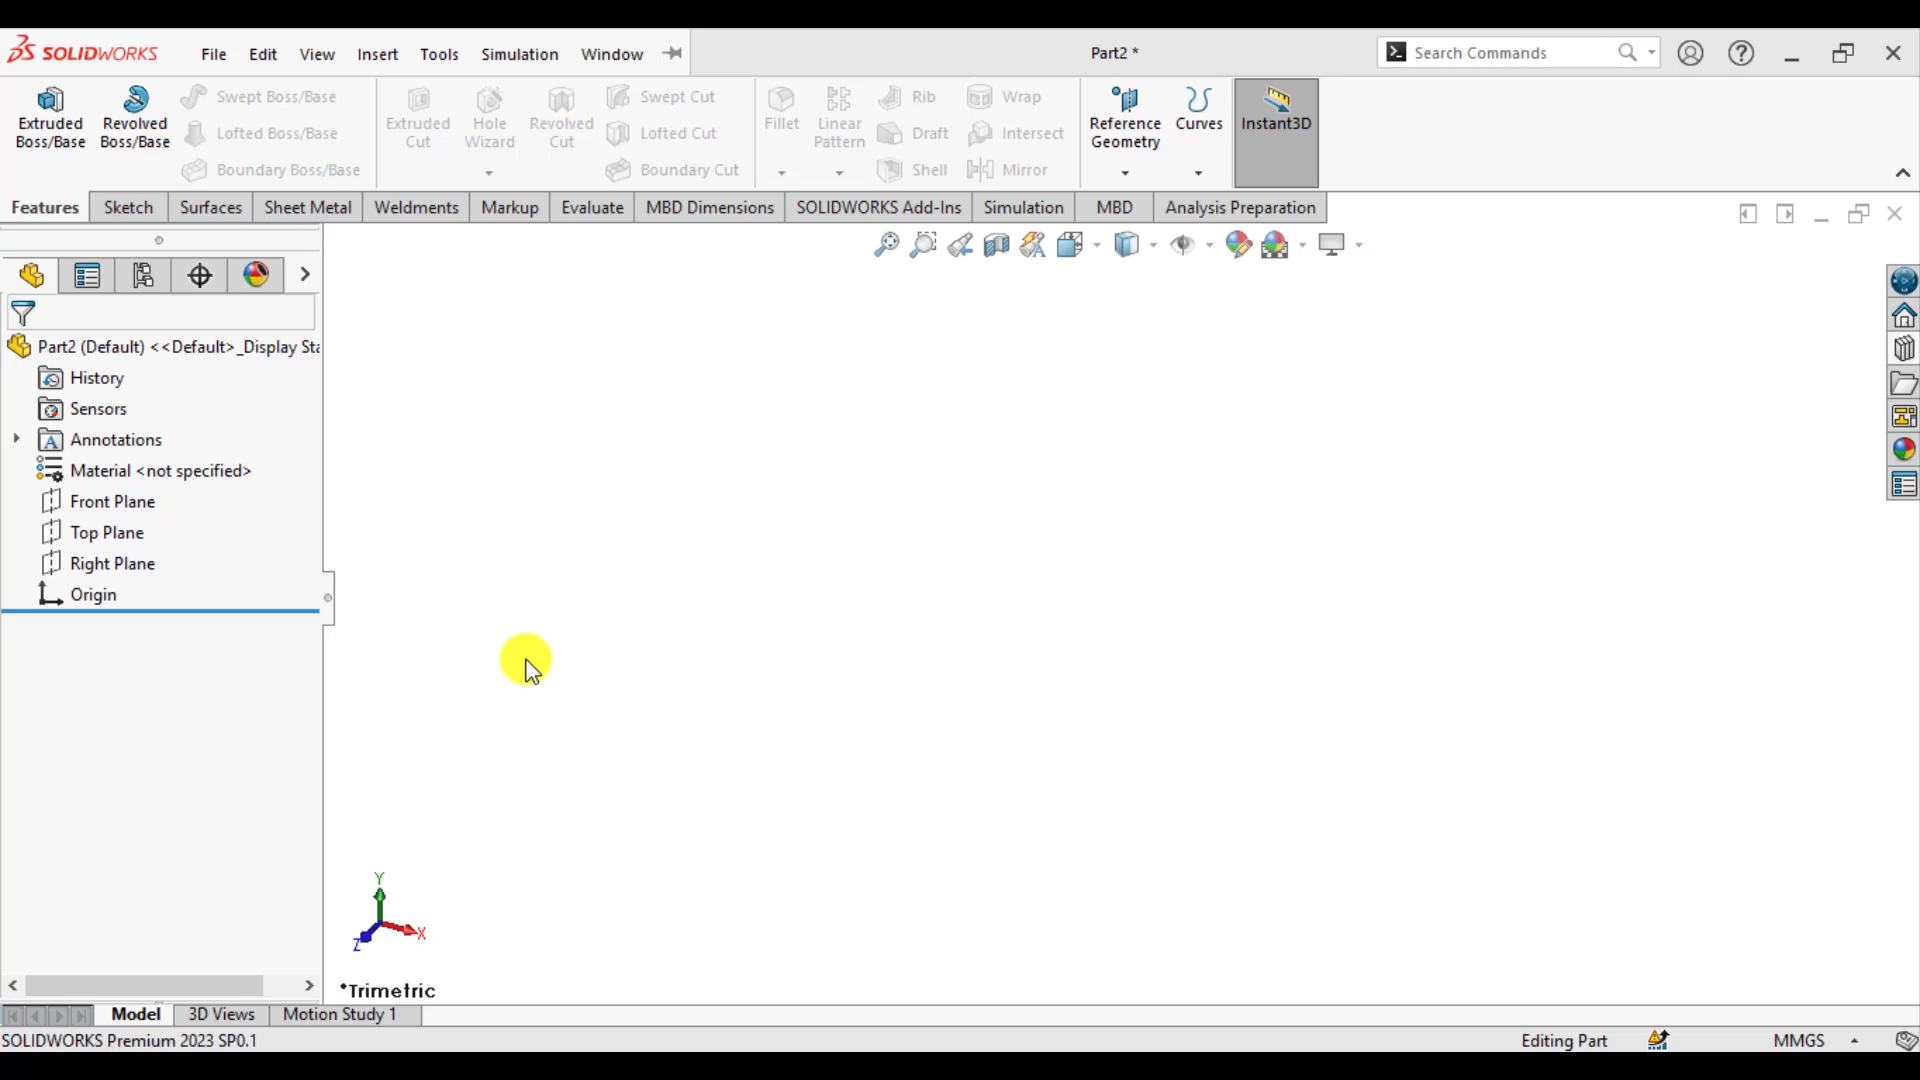 SOLIDWORKS File Edit View Insert Tools Simulation Window Part2 * Search Commands
Extruded Boss/Base
Revolved Boss/Base
Swept Boss/Base
Lofted Boss/Base
Boundary Boss/Base
Extruded Cut
Hole Wizard
Revolved Cut
Swept Cut
Lofted Cut
Boundary Cut
Fillet
Linear Pattern
Rib
Draft
Shell
Wrap
Intersect
Mirror
Reference Geometry
Curves
Instant3D
Features Sketch Surfaces Sheet Metal Weldments Markup Evaluate MBD Dimensions SOLIDWORKS Add-Ins Simulation MBD Analysis Preparation
Part2 (Default) <<Default>_Display Sta
History
Sensors
Annotations
Material <not specified>
Front Plane
Top Plane
Right Plane
Origin
Y
X
Z
*Trimetric
Model 3D Views Motion Study 1
SOLIDWORKS Premium 2023 SP0.1 Editing Part MMGS